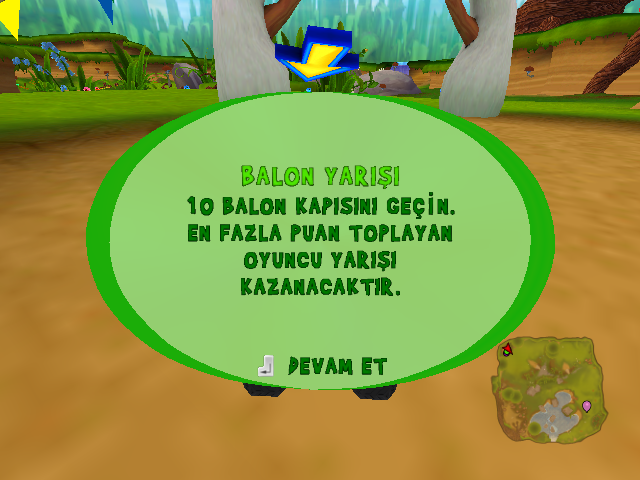 BALON YARIŞI
10 BALON KAPISINI GEÇİN.
EN FAZLA PUAN TOPLAYAN
OYUNCU YARIŞI
KAZANACAKTIR.
DEVAM ET